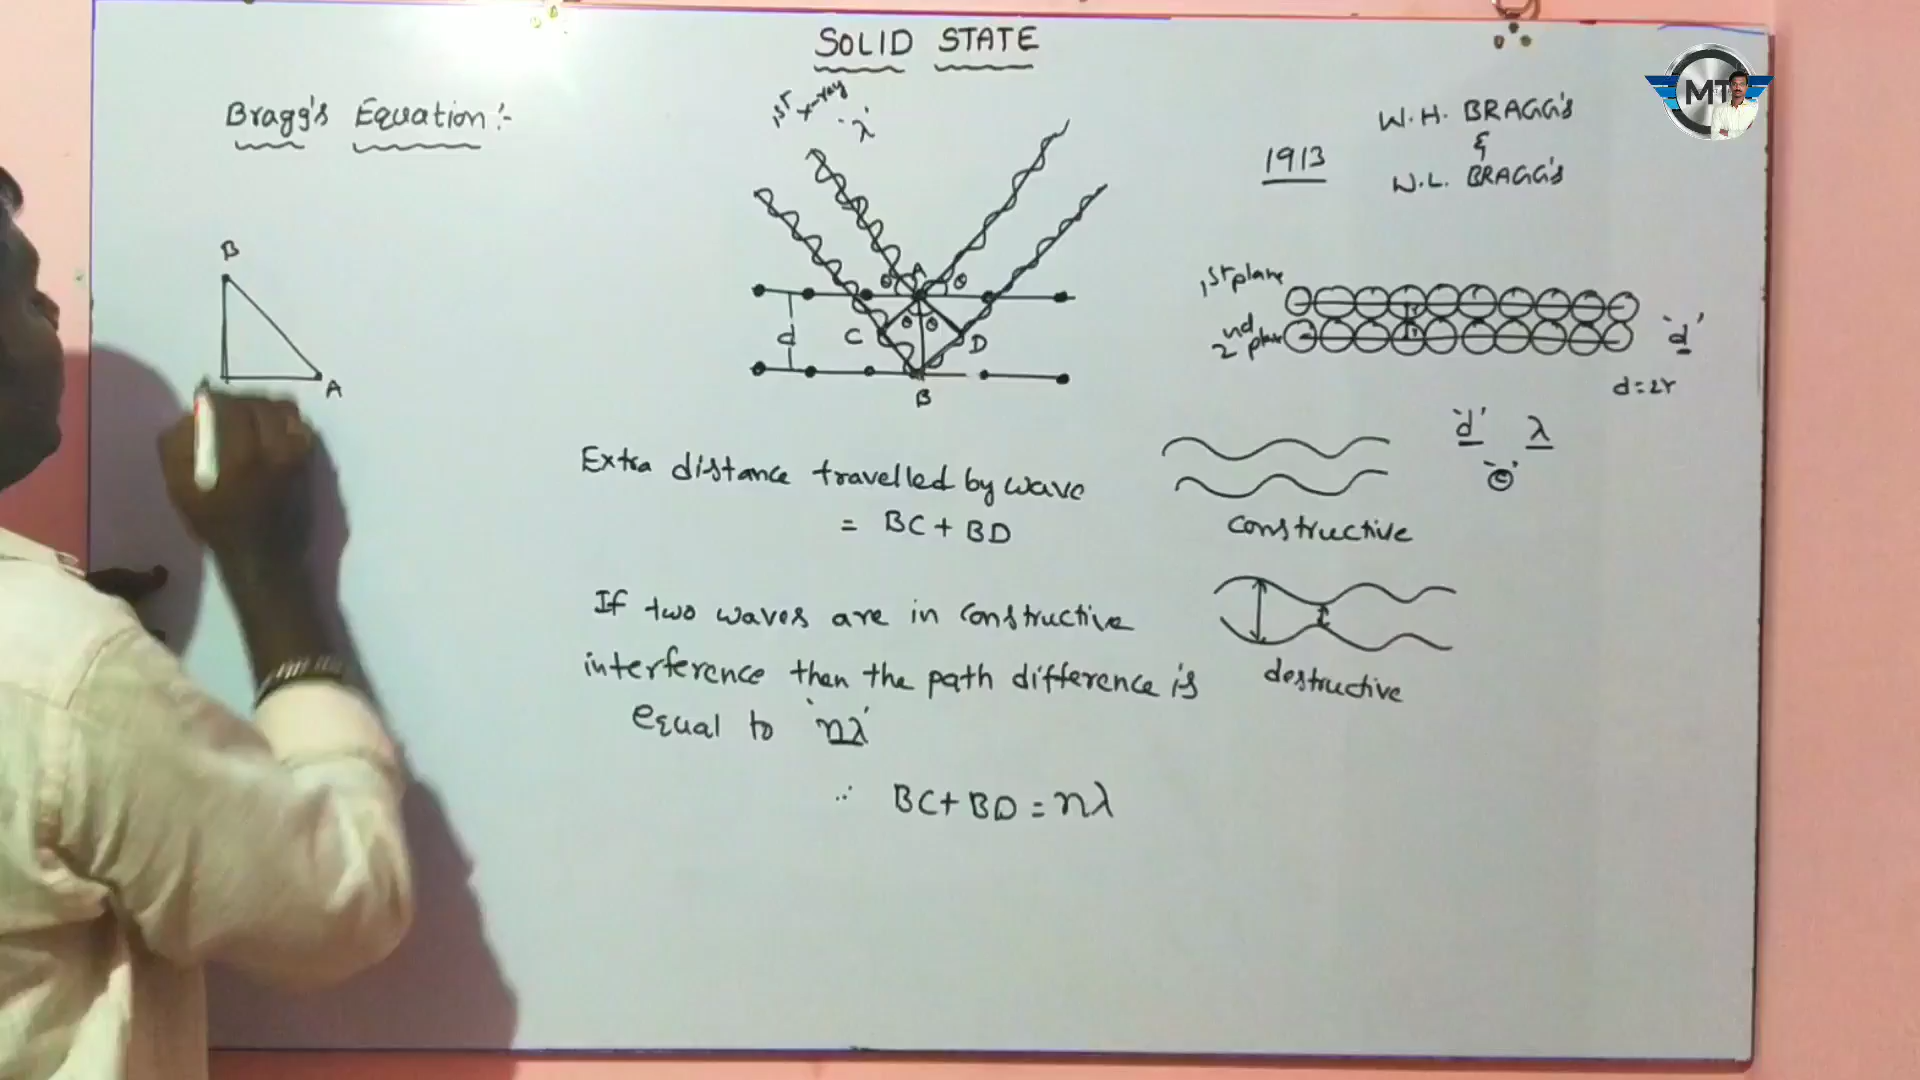 SOLID STATE
Bragg's Equation :-
1ST x-ray
'λ'
1913
W.H. BRAGG's
&
W.L. BRAGG's
MT
B
A
θ A θ
θ θ
C D
d
B
1ST plane
2nd plane
'd'
d = 2r
'd' λ
'θ'
Extra distance travelled by wave
= BC + BD
constructive
If two waves are in constructive
interference then the path difference is
equal to 'nλ'
destructive
∴ BC + BD = nλ